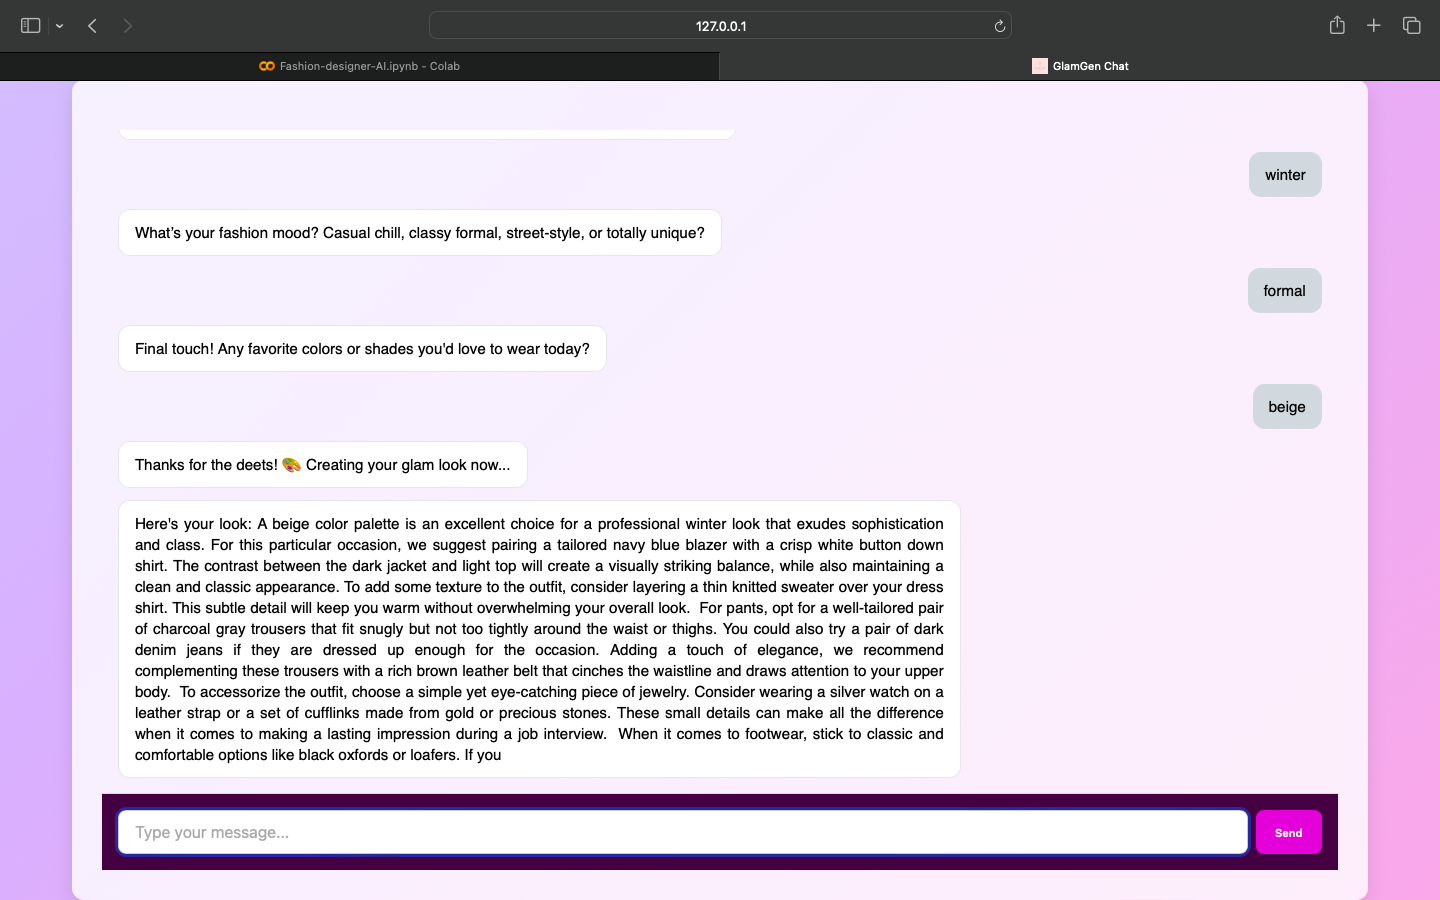 127.0.0.1
Fashion-designer-AI.ipynb - Colab
GlamGen Chat
winter
What's your fashion mood? Casual chill, classy formal, street-style, or totally unique?
formal
Final touch! Any favorite colors or shades you'd love to wear today?
beige
Thanks for the deets! 🎨 Creating your glam look now...
Here's your look: A beige color palette is an excellent choice for a professional winter look that exudes sophistication
and class. For this particular occasion, we suggest pairing a tailored navy blue blazer with a crisp white button down
shirt. The contrast between the dark jacket and light top will create a visually striking balance, while also maintaining a
clean and classic appearance. To add some texture to the outfit, consider layering a thin knitted sweater over your dress
shirt. This subtle detail will keep you warm without overwhelming your overall look.  For pants, opt for a well-tailored pair
of charcoal gray trousers that fit snugly but not too tightly around the waist or thighs. You could also try a pair of dark
denim jeans if they are dressed up enough for the occasion. Adding a touch of elegance, we recommend
complementing these trousers with a rich brown leather belt that cinches the waistline and draws attention to your upper
body.  To accessorize the outfit, choose a simple yet eye-catching piece of jewelry. Consider wearing a silver watch on a
leather strap or a set of cufflinks made from gold or precious stones. These small details can make all the difference
when it comes to making a lasting impression during a job interview.  When it comes to footwear, stick to classic and
comfortable options like black oxfords or loafers. If you
Type your message...
Send